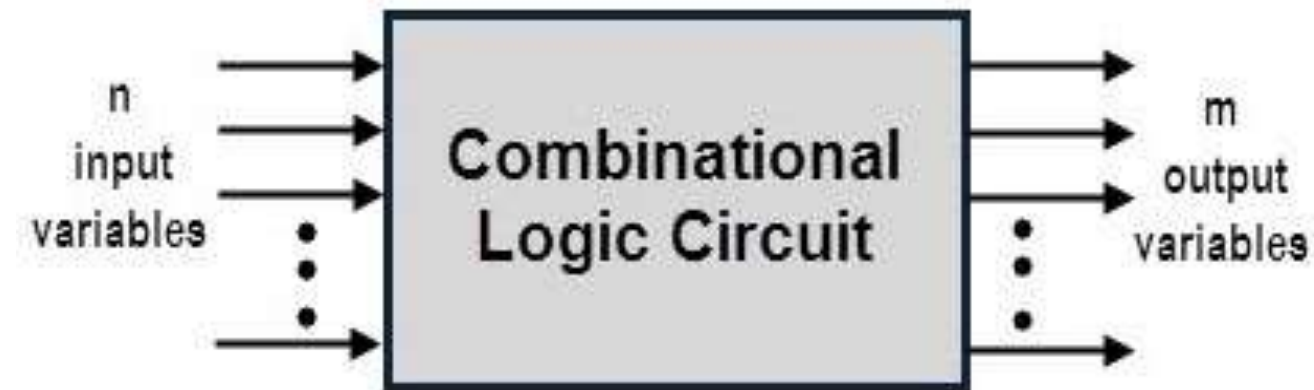 n
input
variables
Combinational
Logic Circuit
m
output
variables